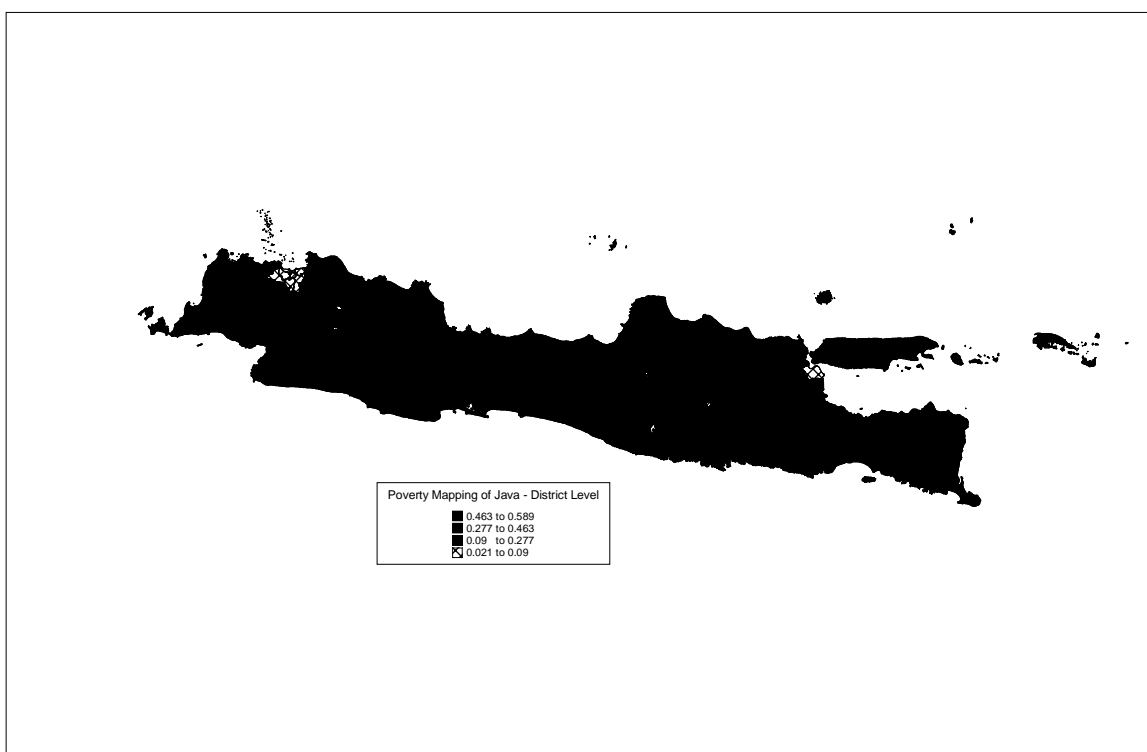 Poverty Mapping of Java - District Level
0.463 to 0.589
0.277 to 0.463
0.09 to 0.277
0.021 to 0.09